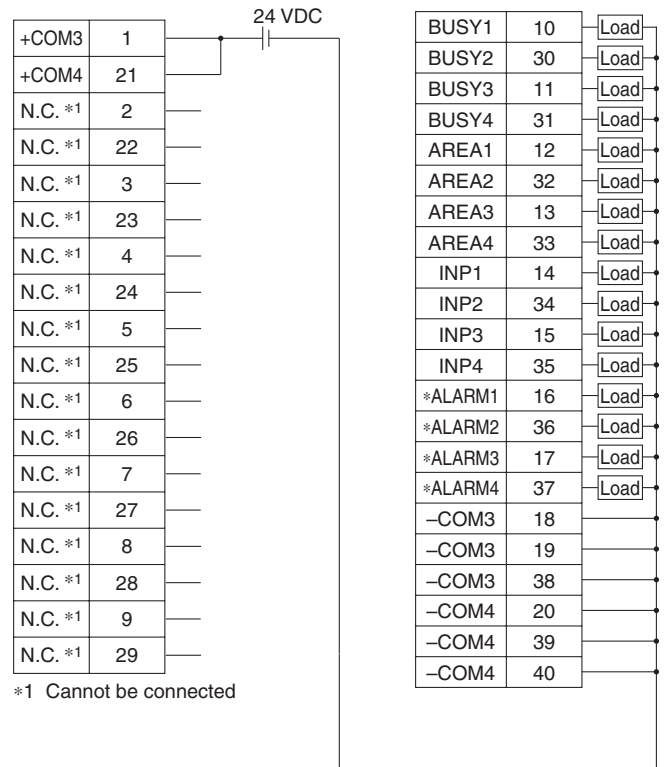 24 VDC
+COM3 1
+COM4 21
N.C. *1 2
N.C. *1 22
N.C. *1 3
N.C. *1 23
N.C. *1 4
N.C. *1 24
N.C. *1 5
N.C. *1 25
N.C. *1 6
N.C. *1 26
N.C. *1 7
N.C. *1 27
N.C. *1 8
N.C. *1 28
N.C. *1 9
N.C. *1 29
*1 Cannot be connected
BUSY1 10 Load
BUSY2 30 Load
BUSY3 11 Load
BUSY4 31 Load
AREA1 12 Load
AREA2 32 Load
AREA3 13 Load
AREA4 33 Load
INP1 14 Load
INP2 34 Load
INP3 15 Load
INP4 35 Load
*ALARM1 16 Load
*ALARM2 36 Load
*ALARM3 17 Load
*ALARM4 37 Load
–COM3 18
–COM3 19
–COM3 38
–COM4 20
–COM4 39
–COM4 40